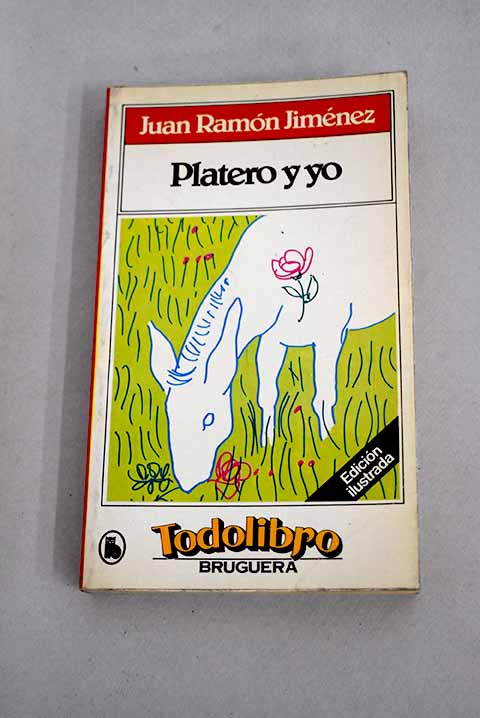 Juan Ramón Jiménez
Platero y yo
Edición
ilustrada
Todolibro
BRUGUERA